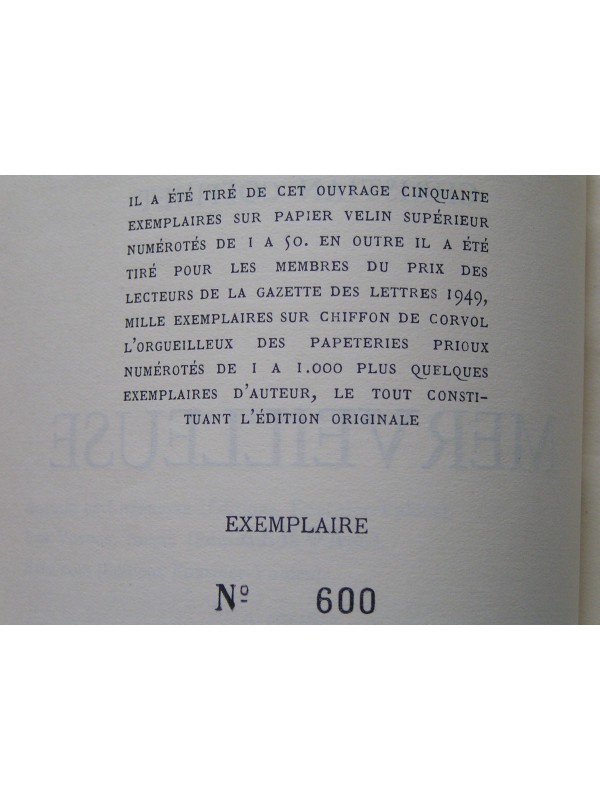 IL A ÉTÉ TIRÉ DE CET OUVRAGE CINQUANTE
EXEMPLAIRES SUR PAPIER VELIN SUPÉRIEUR
NUMÉROTÉS DE I A 50. EN OUTRE IL A ÉTÉ
TIRÉ POUR LES MEMBRES DU PRIX DES
LECTEURS DE LA GAZETTE DES LETTRES 1949,
MILLE EXEMPLAIRES SUR CHIFFON DE CORVOL
L'ORGUEILLEUX DES PAPETERIES PRIOUX
NUMÉROTÉS DE I A I.000 PLUS QUELQUES
EXEMPLAIRES D'AUTEUR, LE TOUT CONSTI-
TUANT L'ÉDITION ORIGINALE
MERVEILLEUSE
EXEMPLAIRE
Nº 600